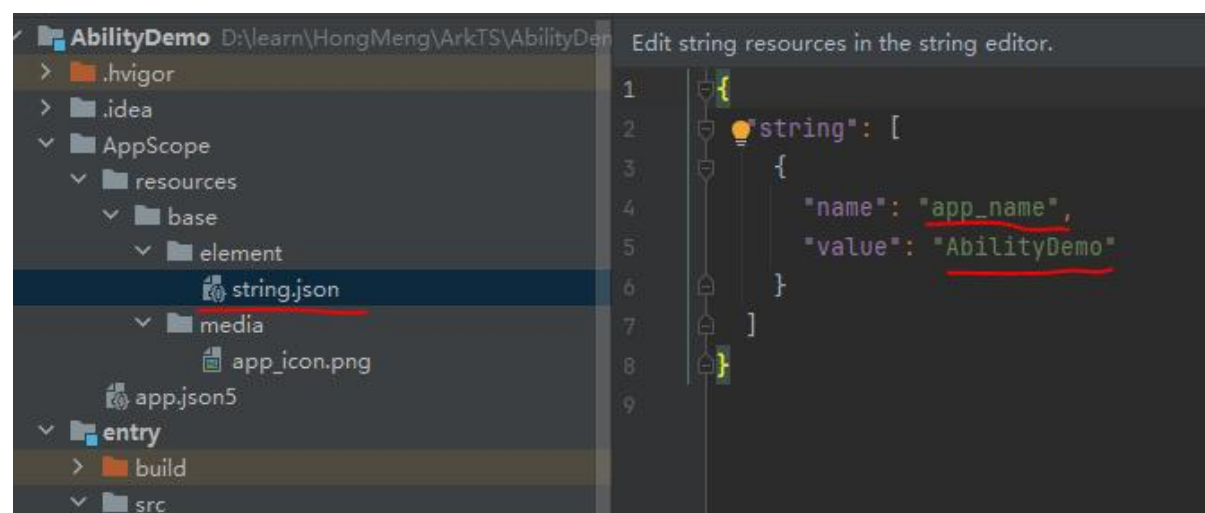 AbilityDemo D:\learn\HongMeng\ArkTS\AbilityDem
.hvigor
.idea
AppScope
resources
base
element
string.json
media
app_icon.png
app.json5
entry
build
src
Edit string resources in the string editor.
1 {
2 "string": [
3 {
4 "name": "app_name",
5 "value": "AbilityDemo"
6 }
7 ]
8 }
9